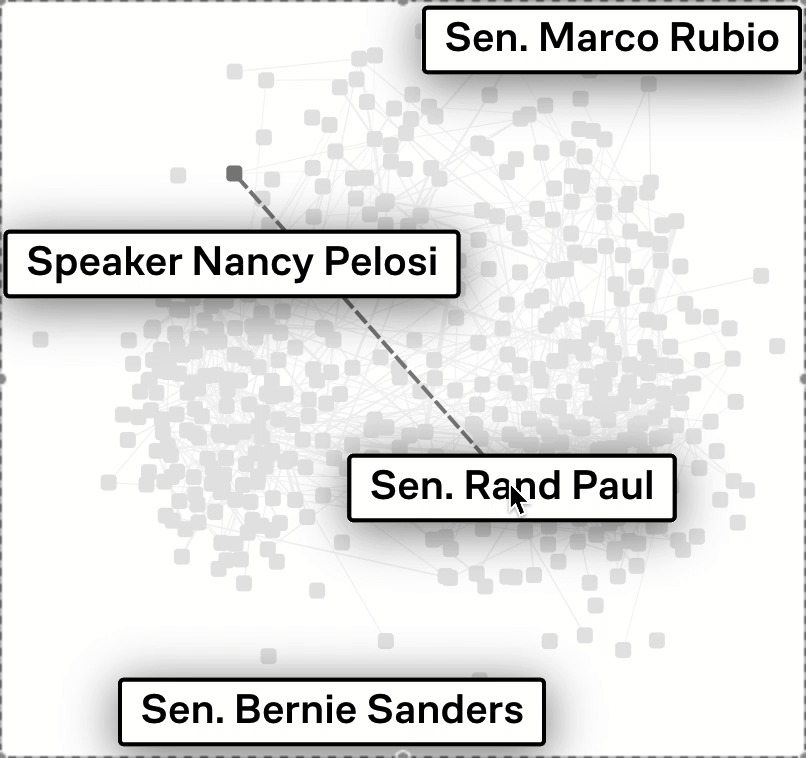 Sen. Marco Rubio
Speaker Nancy Pelosi
Sen. Rand Paul
Sen. Bernie Sanders